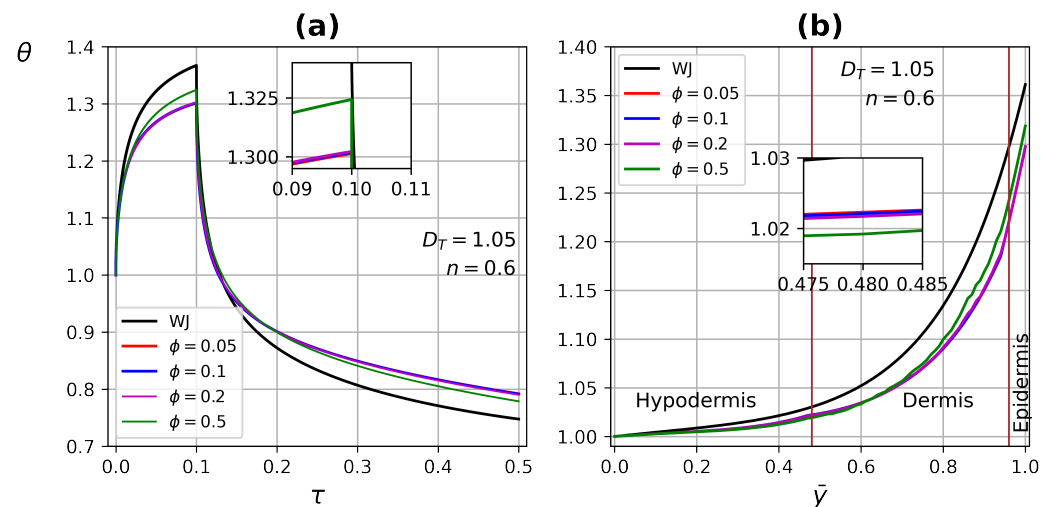 (a)
θ
1.4
1.3
1.2
1.1
1.0
0.9
0.8
0.7
1.325
1.300
0.09 0.10 0.11
D_T = 1.05
n = 0.6
WJ
ϕ = 0.05
ϕ = 0.1
ϕ = 0.2
ϕ = 0.5
0.0 0.1 0.2 0.3 0.4 0.5
τ
(b)
1.40
1.35
1.30
1.25
1.20
1.15
1.10
1.05
1.00
WJ
ϕ = 0.05
ϕ = 0.1
ϕ = 0.2
ϕ = 0.5
D_T = 1.05
n = 0.6
1.03
1.02
0.475 0.480 0.485
Hypodermis
Dermis
Epidermis
0.0 0.2 0.4 0.6 0.8 1.0
ȳ